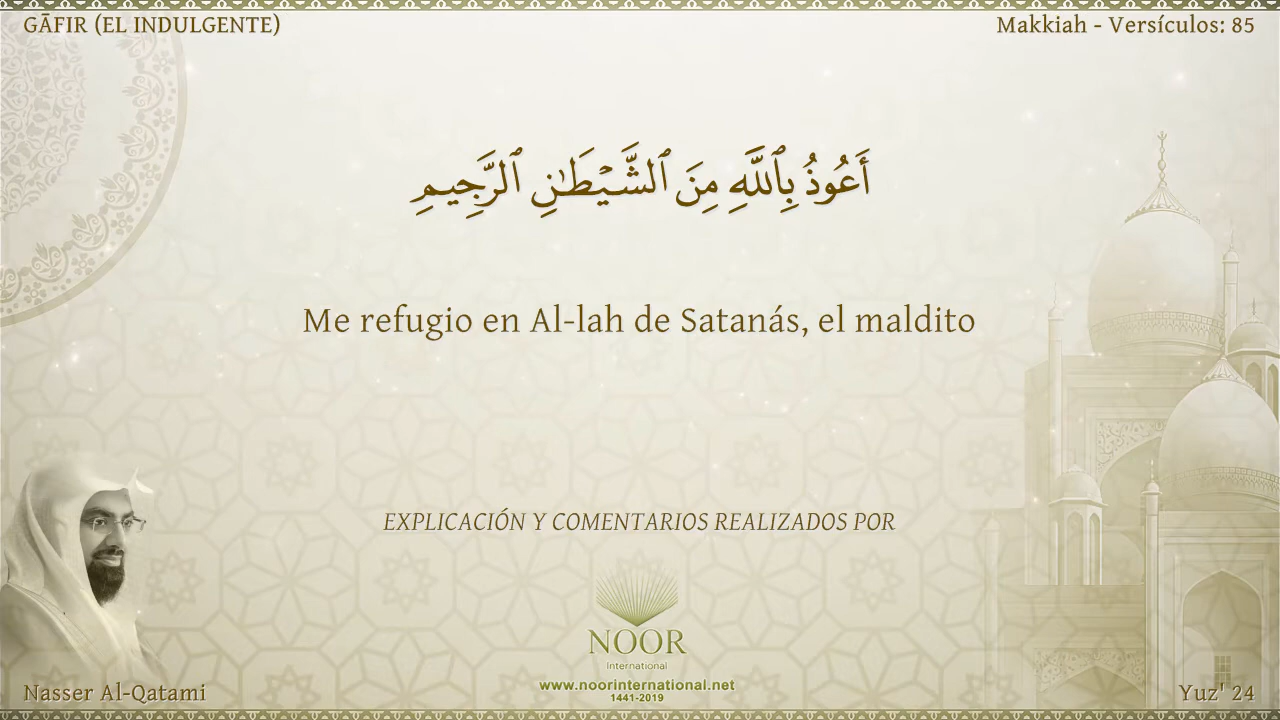 GĀFIR (EL INDULGENTE)
Makkiah - Versículos: 85
أَعُوذُ بِٱللَّهِ مِنَ ٱلشَّيْطَٰنِ ٱلرَّجِيمِ
Me refugio en Al-lah de Satanás, el maldito
EXPLICACIÓN Y COMENTARIOS REALIZADOS POR
NOOR
International
www.noorinternational.net
1441-2019
Nasser Al-Qatami
Yuz' 24